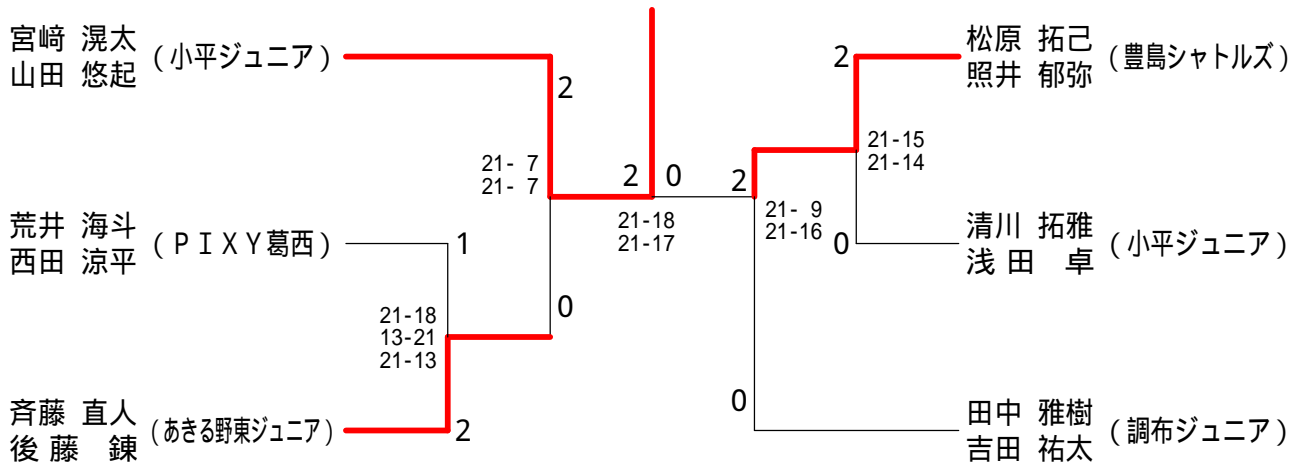 宮﨑 滉太
山田 悠起
(小平ジュニア)
2
21- 7
21- 7
荒井 海斗
西田 涼平
(ＰＩＸＹ葛西)
1
21-18
13-21
21-13
0
斉藤 直人
後藤 錬
(あきる野東ジュニア)
2
2 0
21-18
21-17
2
松原 拓己
照井 郁弥
(豊島シャトルズ)
2
21-15
21-14
21- 9
21-16
0
清川 拓雅
浅田 卓
(小平ジュニア)
0
田中 雅樹
吉田 祐太
(調布ジュニア)